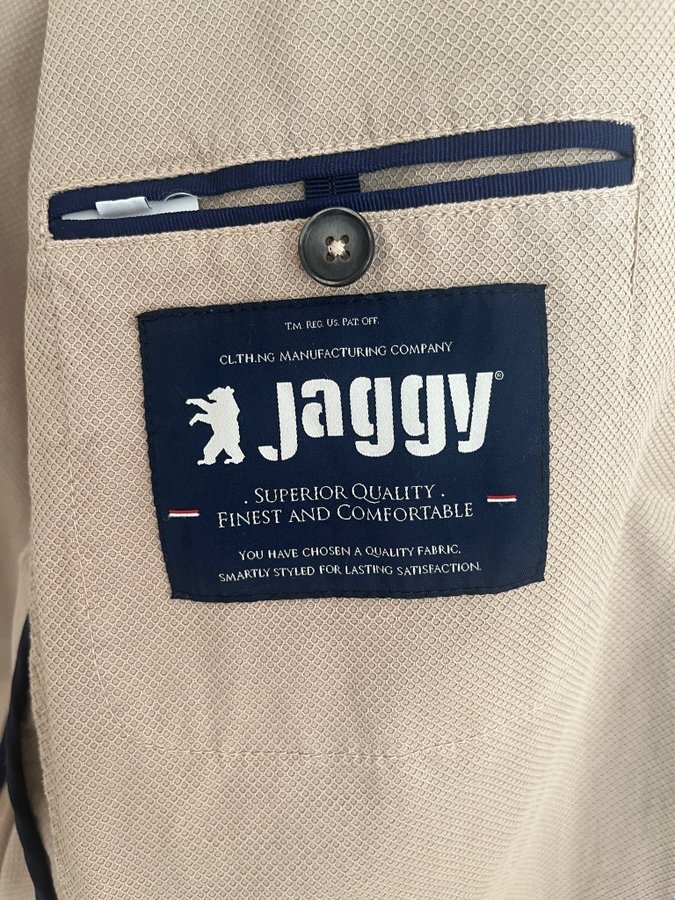 T.M. REG. US. PAT. OFF.
CL.TH.NG MANUFACTURING COMPANY
jaggy®
. SUPERIOR QUALITY .
FINEST AND COMFORTABLE
YOU HAVE CHOSEN A QUALITY FABRIC,
SMARTLY STYLED FOR LASTING SATISFACTION.